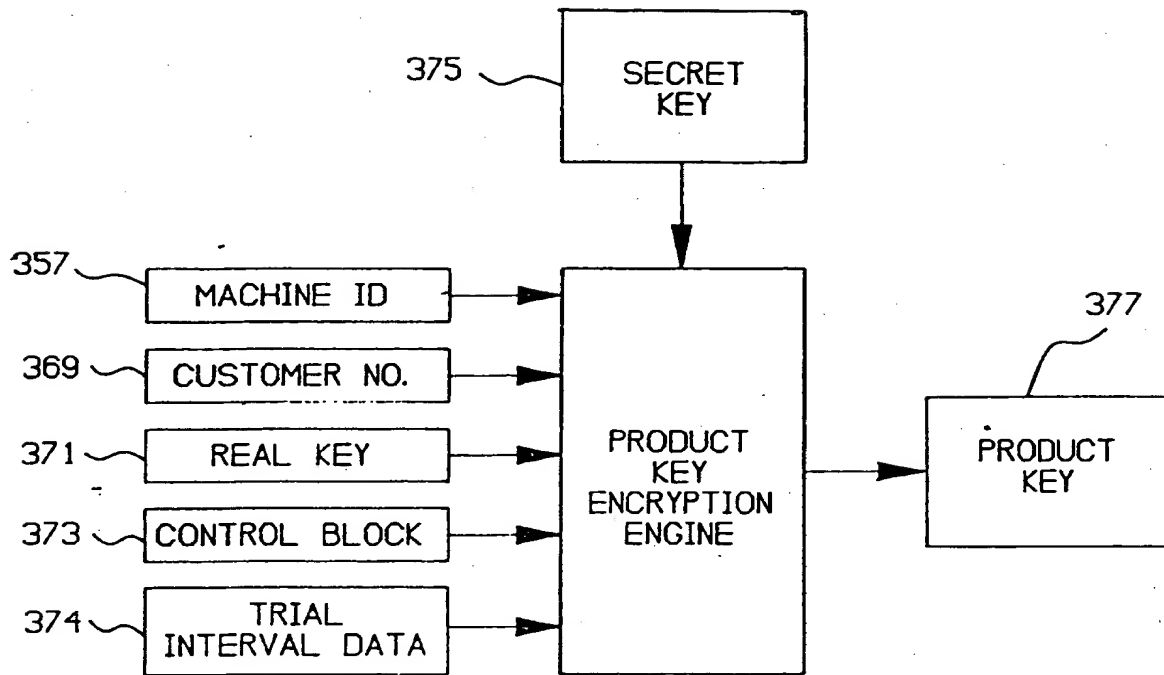 375
SECRET
KEY
357
MACHINE ID
369
CUSTOMER NO.
371
REAL KEY
373
CONTROL BLOCK
374
TRIAL
INTERVAL DATA
PRODUCT
KEY
ENCRYPTION
ENGINE
377
PRODUCT
KEY